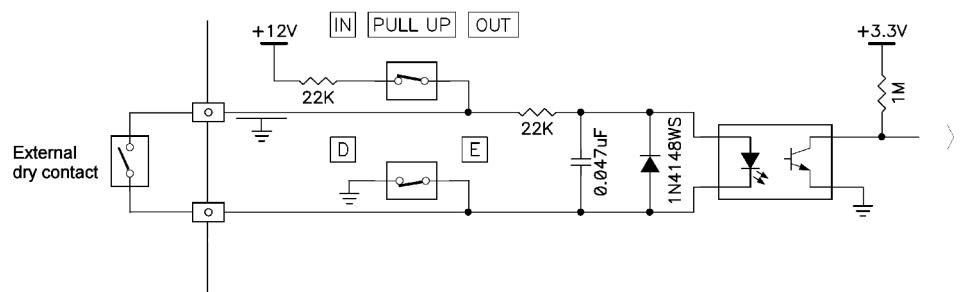 +12V
IN PULL UP OUT
+3.3V
22K
1M
22K
External
dry contact
D E
0.047uF
1N4148WS